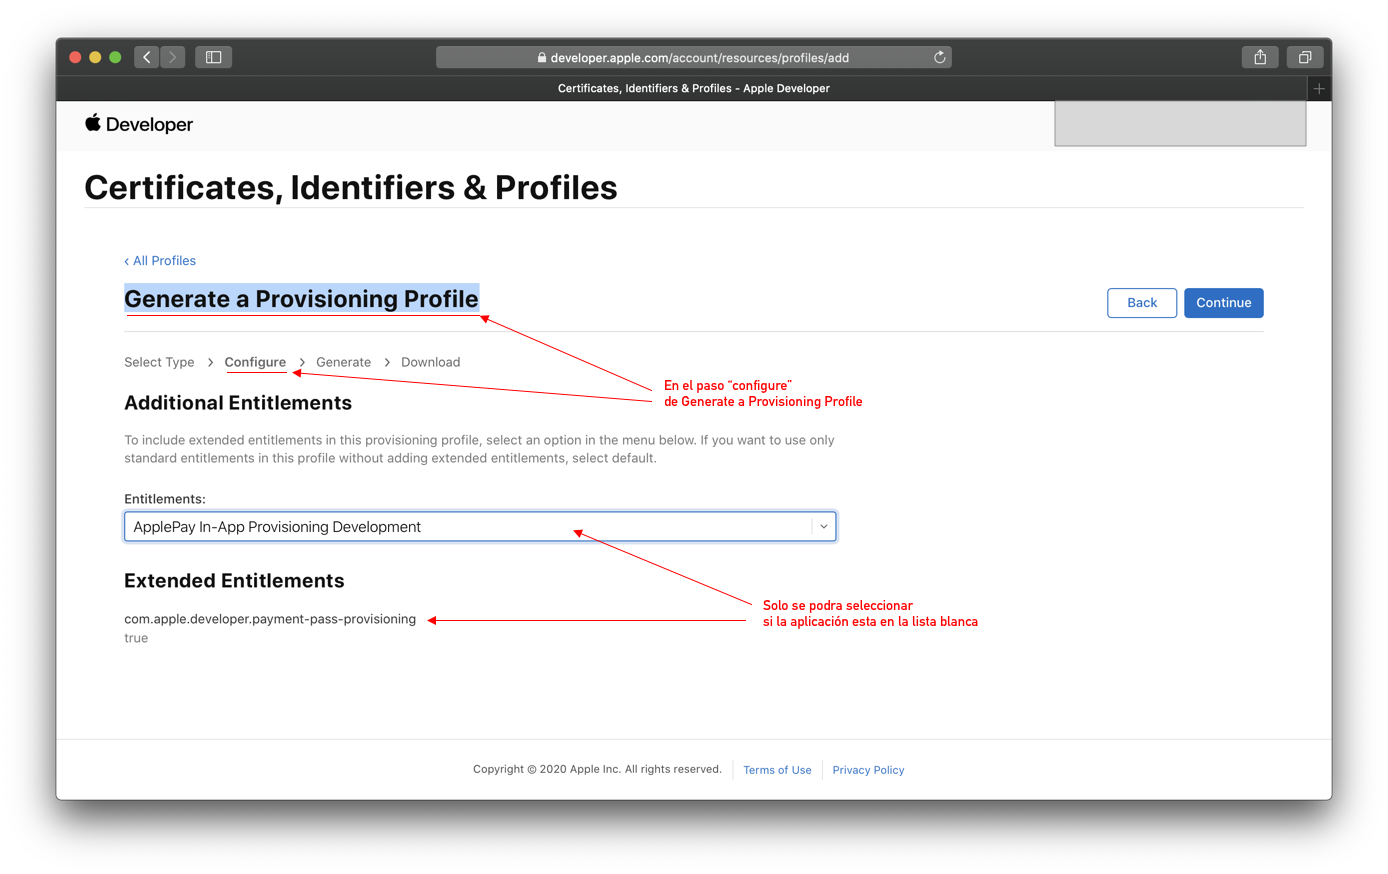 developer.apple.com/account/resources/profiles/add
Certificates, Identifiers & Profiles - Apple Developer
Developer
Certificates, Identifiers & Profiles
‹ All Profiles
Generate a Provisioning Profile
Back
Continue
Select Type > Configure > Generate > Download
En el paso “configure”
de Generate a Provisioning Profile
Additional Entitlements
To include extended entitlements in this provisioning profile, select an option in the menu below. If you want to use only
standard entitlements in this profile without adding extended entitlements, select default.
Entitlements:
ApplePay In-App Provisioning Development
Extended Entitlements
Solo se podra seleccionar
si la aplicación esta en la lista blanca
com.apple.developer.payment-pass-provisioning
true
Copyright © 2020 Apple Inc. All rights reserved.
Terms of Use
Privacy Policy